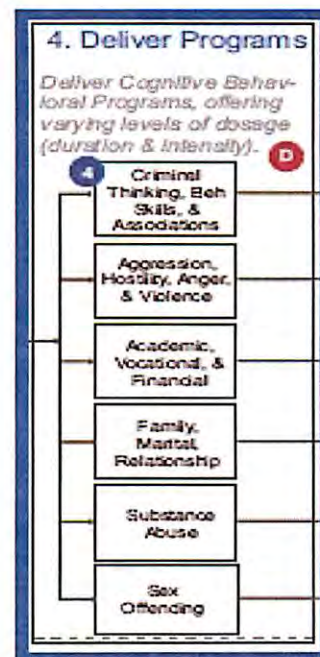 4. Deliver Programs
Deliver Cognitive Behav-
ioral Programs, offering
varying levels of dosage
(duration & intensity).
D
4
Criminal
Thinking, Beh
Skills, &
Associations
Aggression,
Hostility, Anger,
& Violence
Academic,
Vocational, &
Financial
Family,
Marital,
Relationship
Substance
Abuse
Sex
Offending